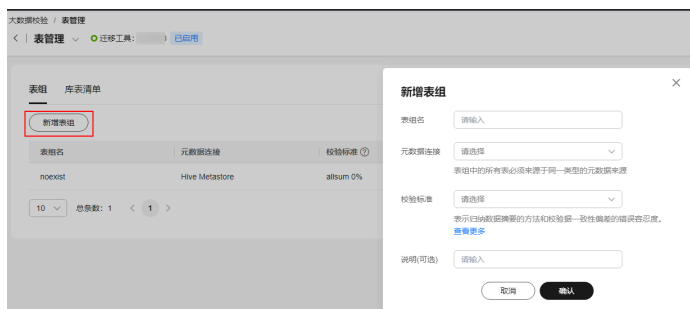 大数据校验 / 表管理
表管理 迁移工具: 已启用
表组 库表清单
新增表组
表组名 元数据连接 校验标准
noexist Hive Metastore allsum 0%
10 总条数: 1 < 1 >
新增表组
表组名 请输入
元数据连接 请选择
表组中的所有表必须来源于同一类型的元数据来源
校验标准 请选择
表示归纳数据摘要的方法和校验据一致性偏差的错误容忍度。
查看更多
说明(可选) 请输入
取消 确认